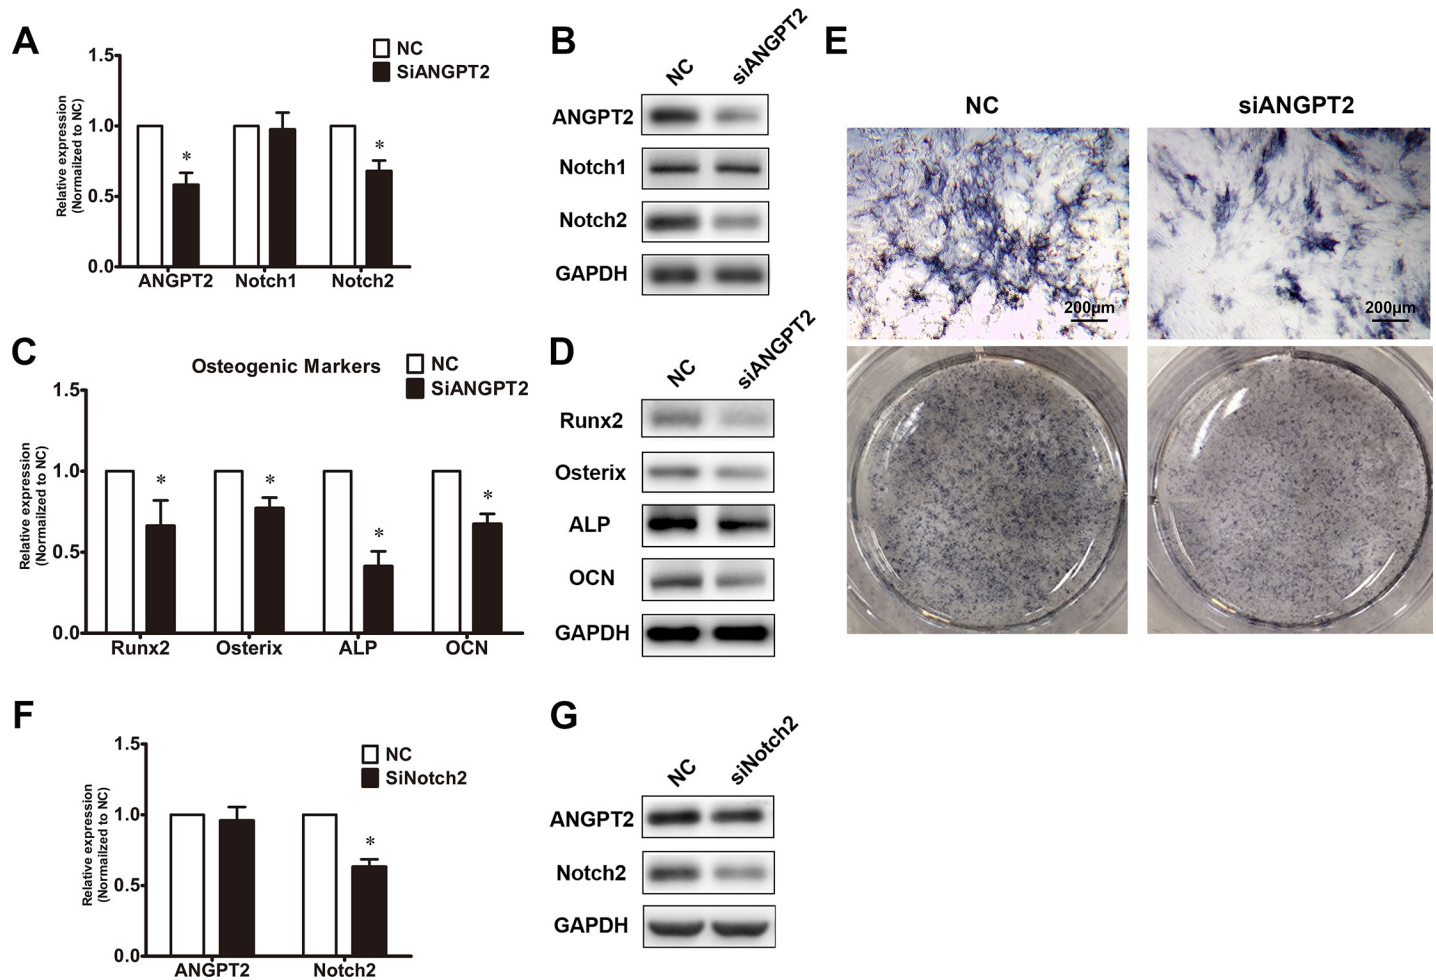 A
1.5
1.0
0.5
0.0
Relative expression
(Normailzed to NC)
NC
SiANGPT2
*
*
ANGPT2 Notch1 Notch2
B
NC siANGPT2
ANGPT2
Notch1
Notch2
GAPDH
C
Osteogenic Markers
NC
SiANGPT2
1.5
1.0
0.5
0.0
Relative expression
(Normailzed to NC)
* * * *
Runx2 Osterix ALP OCN
D
NC siANGPT2
Runx2
Osterix
ALP
OCN
GAPDH
E
NC siANGPT2
200μm 200μm
F
1.5
1.0
0.5
0.0
Relative expression
(Normailzed to NC)
NC
SiNotch2
*
ANGPT2 Notch2
G
NC siNotch2
ANGPT2
Notch2
GAPDH